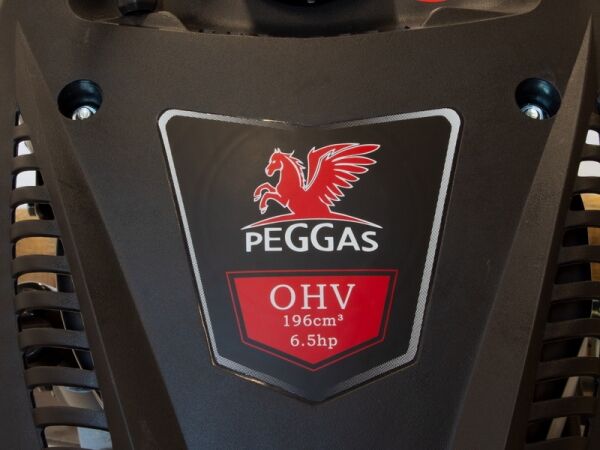 PEGGAS
OHV
196cm³
6.5hp